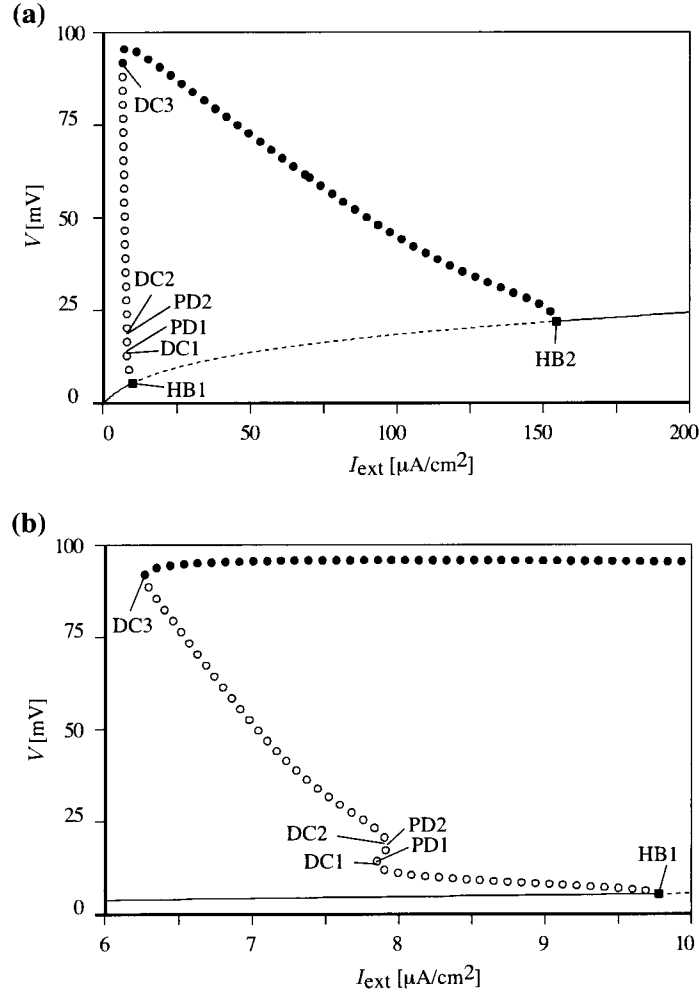 (a)
100
75
50
25
0
V [mV]
DC3
DC2
PD2
PD1
DC1
HB1
HB2
0 50 100 150 200
Iext [μA/cm2]
(b)
100
75
50
25
0
V [mV]
DC3
DC2
PD2
PD1
DC1
HB1
6 7 8 9 10
Iext [μA/cm2]